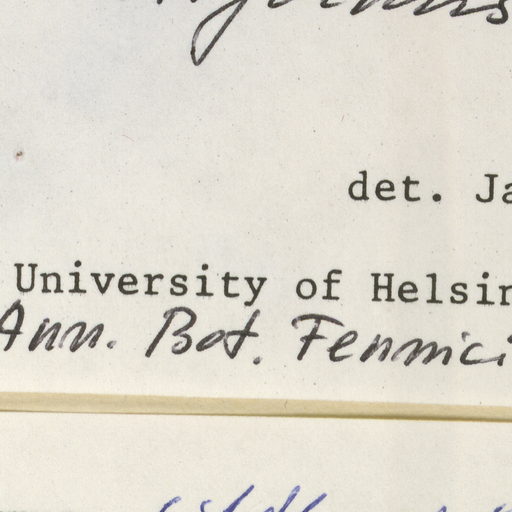 det. Ja
University of Helsin
Ann. Bot. Fennici